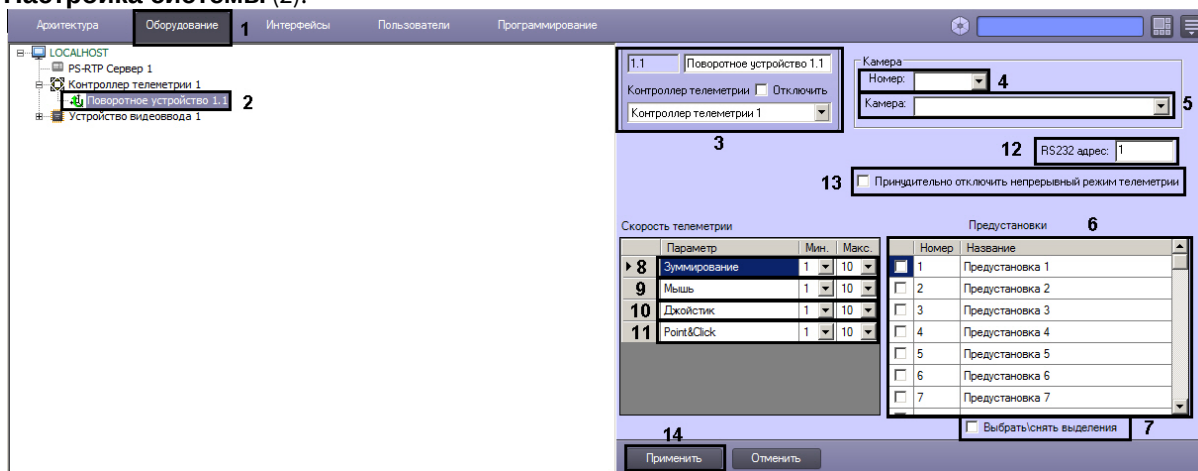 Настройка системы (2).
Архитектура Оборудование 1 Интерфейсы Пользователи Программирование
LOCALHOST
PS-RTP Сервер 1
Контроллер телеметрии 1
Поворотное устройство 1.1 2
Устройство видеоввода 1
1.1 Поворотное устройство 1.1
Контроллер телеметрии Отключить
Контроллер телеметрии 1
3
Камера
Номер: 4
Камера: 5
12 RS232 адрес: 1
13 Принудительно отключить непрерывный режим телеметрии
Скорость телеметрии
Параметр Мин. Макс.
8 Зуммирование 1 10
9 Мышь 1 10
10 Джойстик 1 10
11 Point&Click 1 10
Предустановки 6
Номер Название
1 Предустановка 1
2 Предустановка 2
3 Предустановка 3
4 Предустановка 4
5 Предустановка 5
6 Предустановка 6
7 Предустановка 7
Выбрать\снять выделения 7
14
Применить Отменить